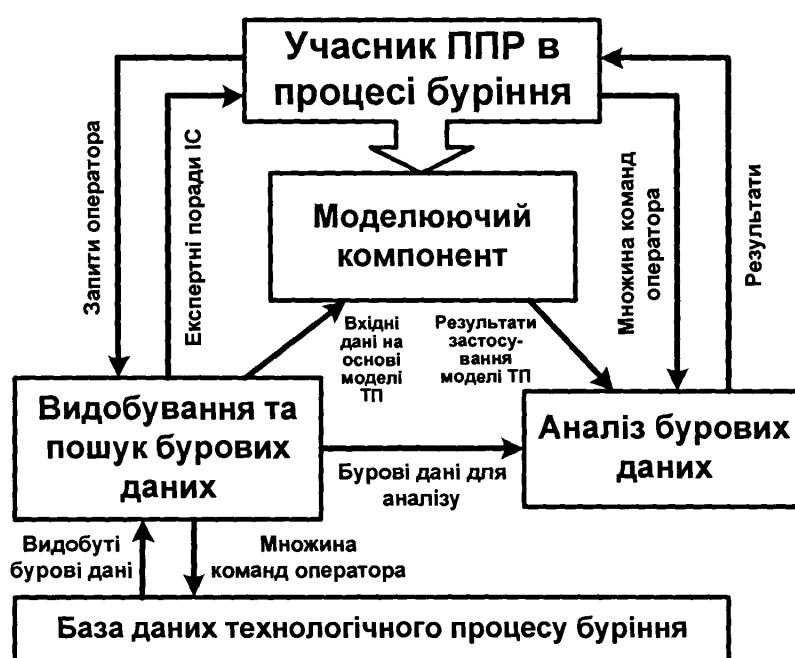 Учасник ППР в
процесі буріння
Запити оператора
Експертні поради ІС
Моделюючий
компонент
Множина команд
оператора
Результати
Вхідні
дані на
основі
моделі
ТП
Результати
застосу-
вання
моделі ТП
Видобування та
пошук бурових
даних
Бурові дані для
аналізу
Аналіз бурових
даних
Видобуті
бурові дані
Множина
команд оператора
База даних технологічного процесу буріння